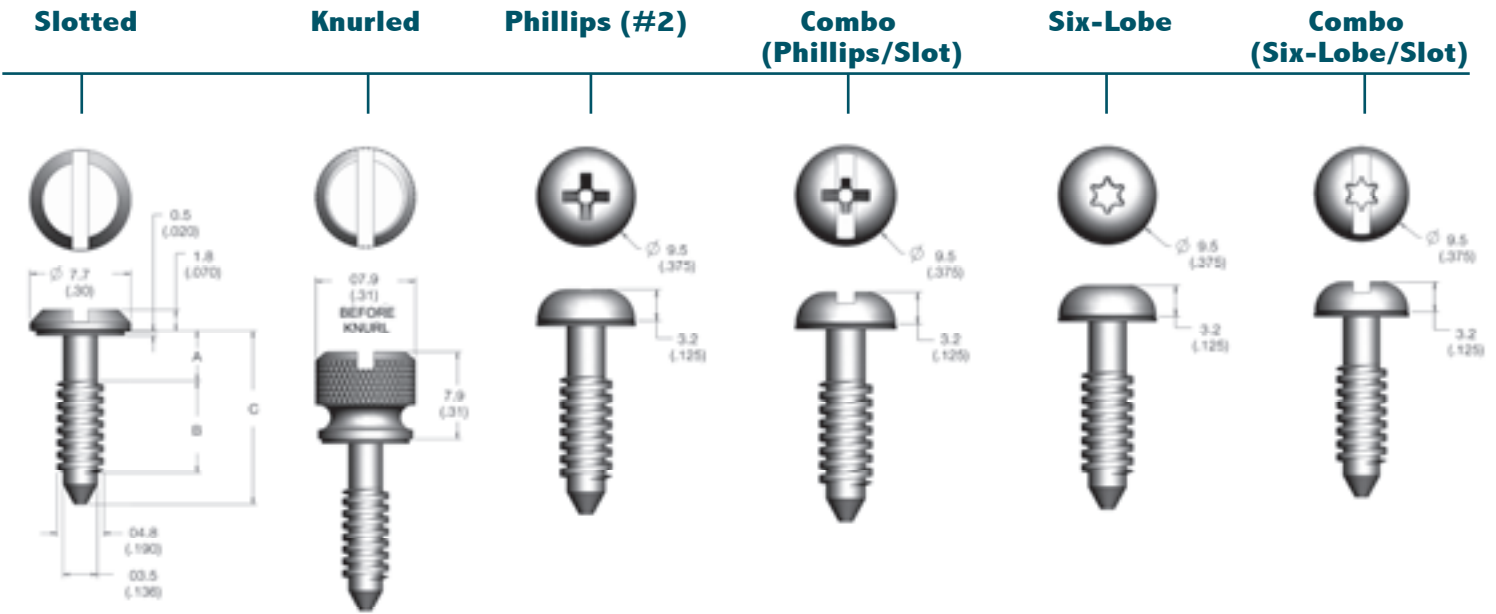 Slotted
Knurled
Phillips (#2)
Combo
(Phillips/Slot)
Six-Lobe
Combo
(Six-Lobe/Slot)
0.5
(.020)
1.8
(.070)
Ø 7.7
(.30)
A
B
C
04.8
(.190)
03.5
(.136)
07.9
(.31)
BEFORE
KNURL
7.9
(.31)
Ø 9.5
(.375)
3.2
(.125)
Ø 9.5
(.375)
3.2
(.125)
Ø 9.5
(.375)
3.2
(.125)
Ø 9.5
(.375)
3.2
(.125)